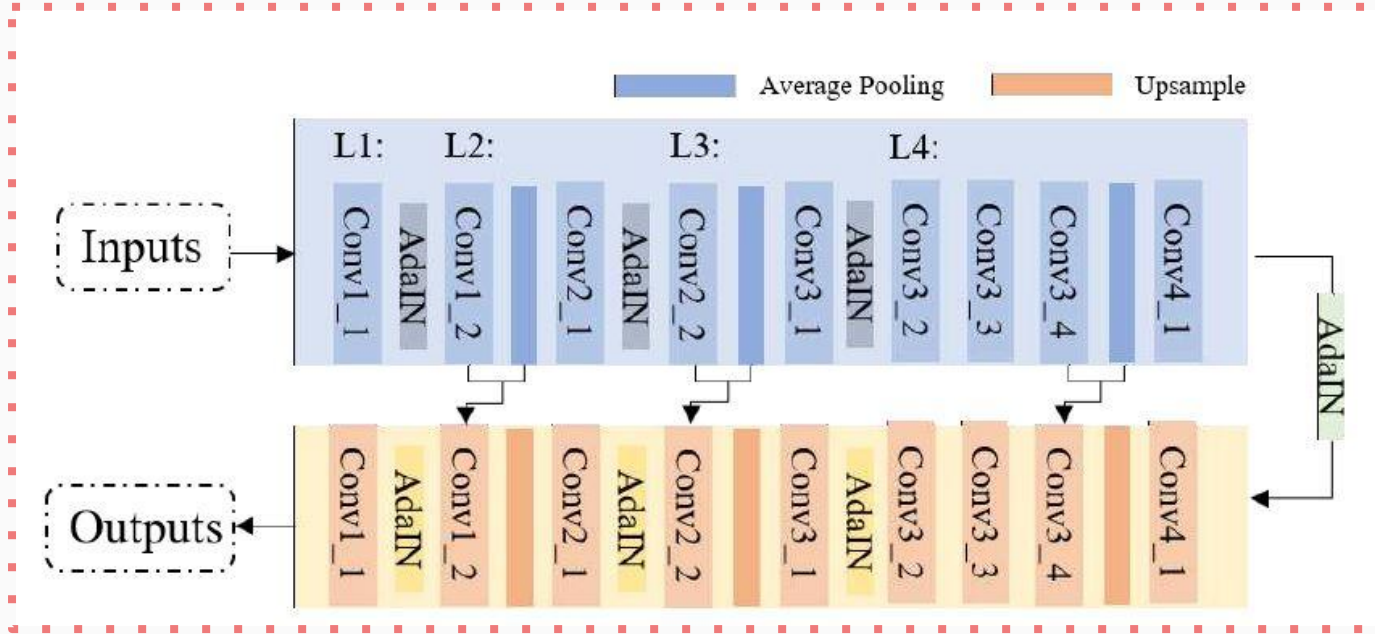 Average Pooling Upsample
L1: L2: L3: L4:
Inputs
Conv1_1 AdaIN Conv1_2 Conv2_1 AdaIN Conv2_2 Conv3_1 AdaIN Conv3_2 Conv3_3 Conv3_4 Conv4_1
AdaIN
Outputs
Conv1_1 AdaIN Conv1_2 Conv2_1 AdaIN Conv2_2 Conv3_1 AdaIN Conv3_2 Conv3_3 Conv3_4 Conv4_1